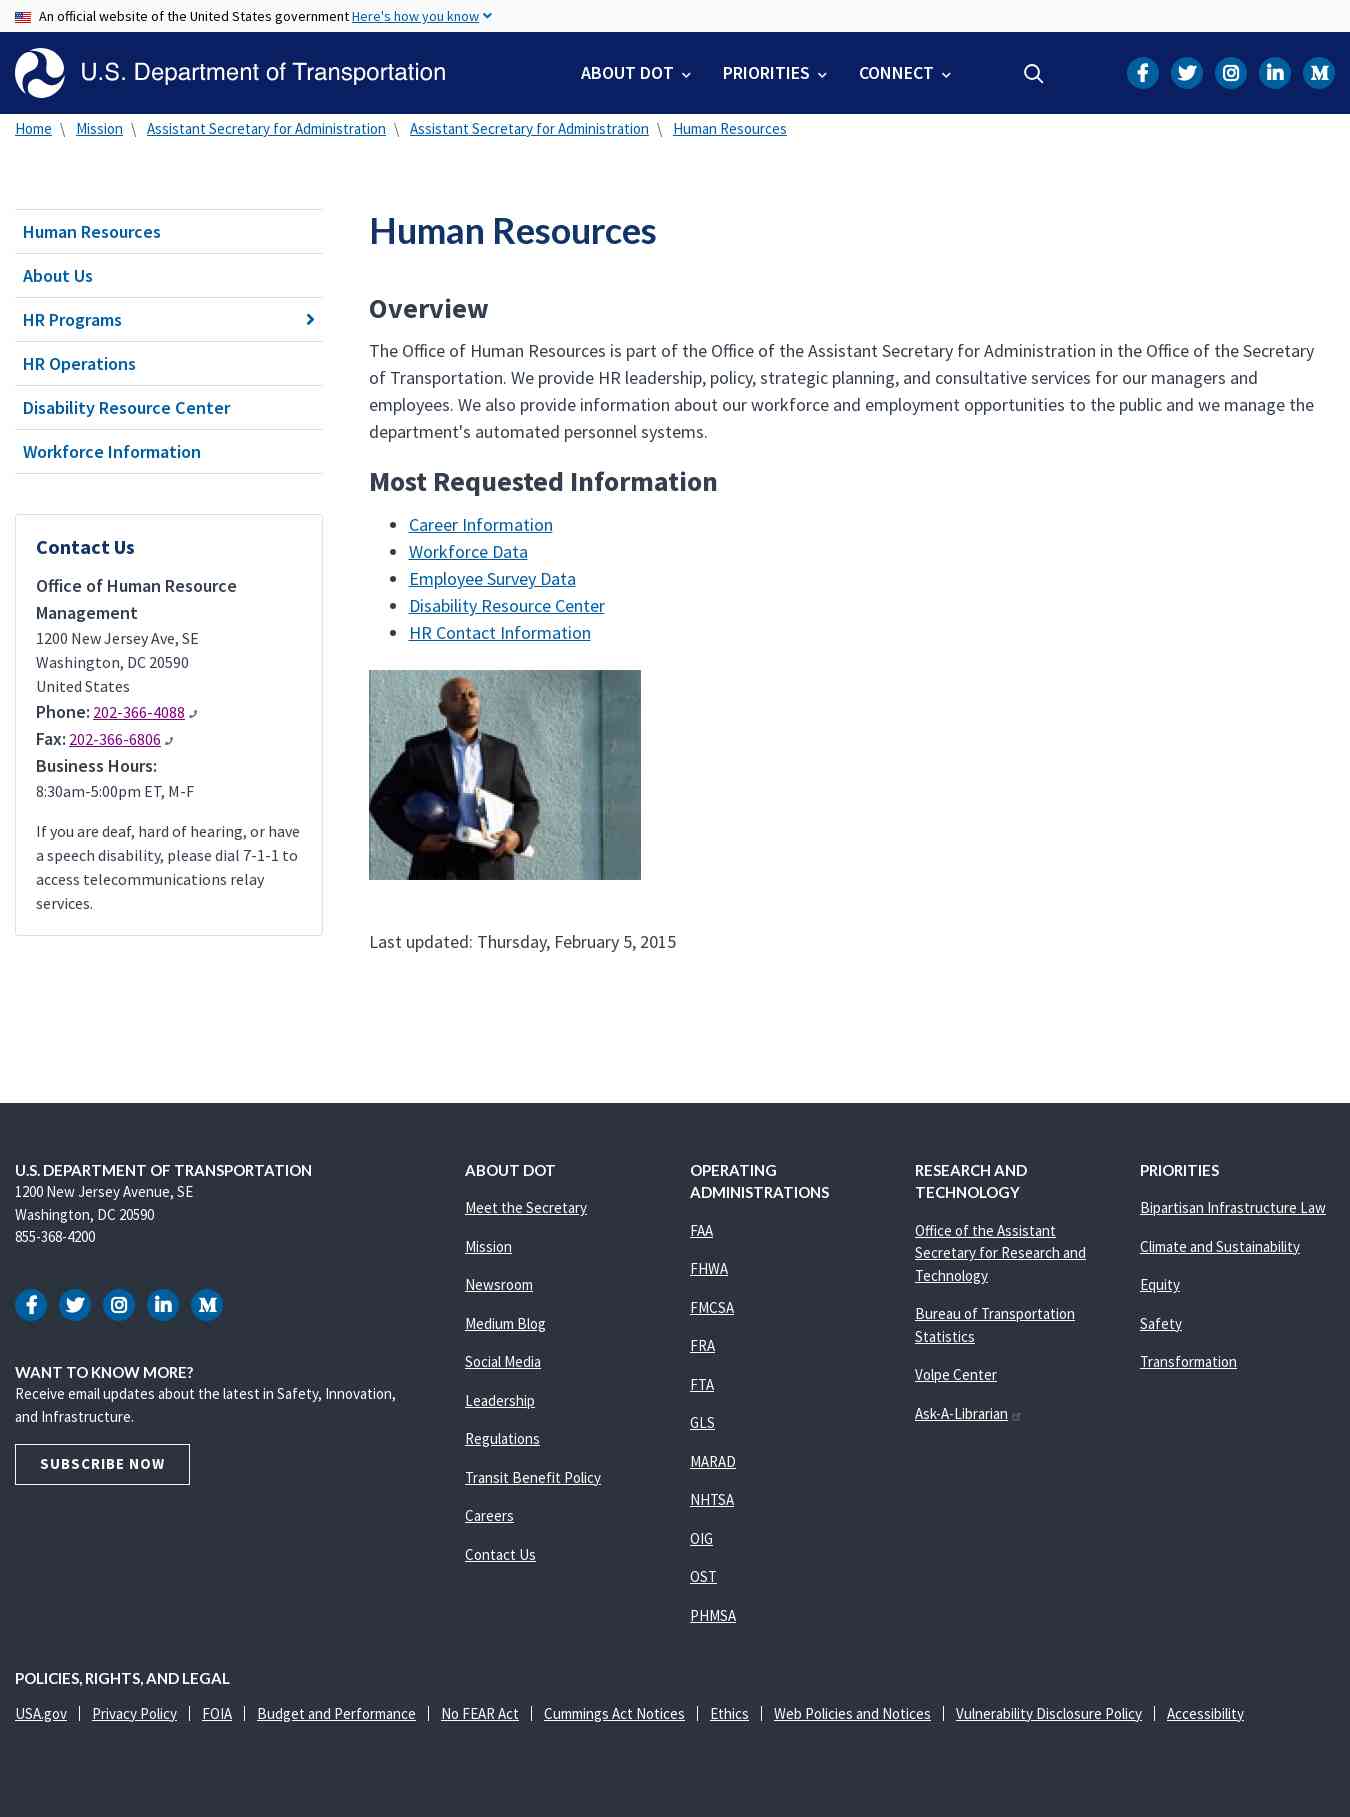 An official website of the United States government Here's how you know
U.S. Department of Transportation
ABOUT DOT
PRIORITIES
CONNECT
Home \ Mission \ Assistant Secretary for Administration \ Assistant Secretary for Administration \ Human Resources
Human Resources
About Us
HR Programs
HR Operations
Disability Resource Center
Workforce Information
Contact Us
Office of Human Resource
Management
1200 New Jersey Ave, SE
Washington, DC 20590
United States
Phone: 202-366-4088
Fax: 202-366-6806
Business Hours:
8:30am-5:00pm ET, M-F
If you are deaf, hard of hearing, or have
a speech disability, please dial 7-1-1 to
access telecommunications relay
services.
Human Resources
Overview
The Office of Human Resources is part of the Office of the Assistant Secretary for Administration in the Office of the Secretary
of Transportation. We provide HR leadership, policy, strategic planning, and consultative services for our managers and
employees. We also provide information about our workforce and employment opportunities to the public and we manage the
department's automated personnel systems.
Most Requested Information
• Career Information
• Workforce Data
• Employee Survey Data
• Disability Resource Center
• HR Contact Information
Last updated: Thursday, February 5, 2015
U.S. DEPARTMENT OF TRANSPORTATION
1200 New Jersey Avenue, SE
Washington, DC 20590
855-368-4200
WANT TO KNOW MORE?
Receive email updates about the latest in Safety, Innovation,
and Infrastructure.
SUBSCRIBE NOW
ABOUT DOT
Meet the Secretary
Mission
Newsroom
Medium Blog
Social Media
Leadership
Regulations
Transit Benefit Policy
Careers
Contact Us
OPERATING
ADMINISTRATIONS
FAA
FHWA
FMCSA
FRA
FTA
GLS
MARAD
NHTSA
OIG
OST
PHMSA
RESEARCH AND
TECHNOLOGY
Office of the Assistant
Secretary for Research and
Technology
Bureau of Transportation
Statistics
Volpe Center
Ask-A-Librarian
PRIORITIES
Bipartisan Infrastructure Law
Climate and Sustainability
Equity
Safety
Transformation
POLICIES, RIGHTS, AND LEGAL
USA.gov | Privacy Policy | FOIA | Budget and Performance | No FEAR Act | Cummings Act Notices | Ethics | Web Policies and Notices | Vulnerability Disclosure Policy | Accessibility